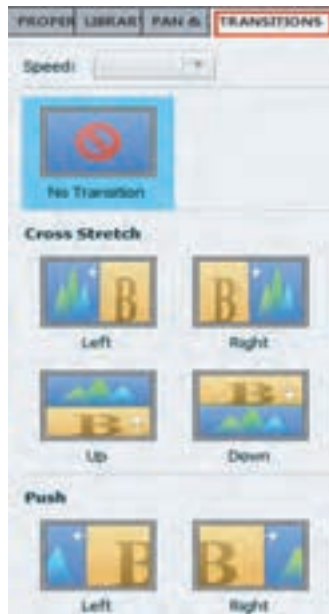 PROPER LIBRAR PAN & TRANSITIONS
Speed:
No Transition
Cross Stretch
B B
Left Right
B B
Up Down
Push
B B
Left Right